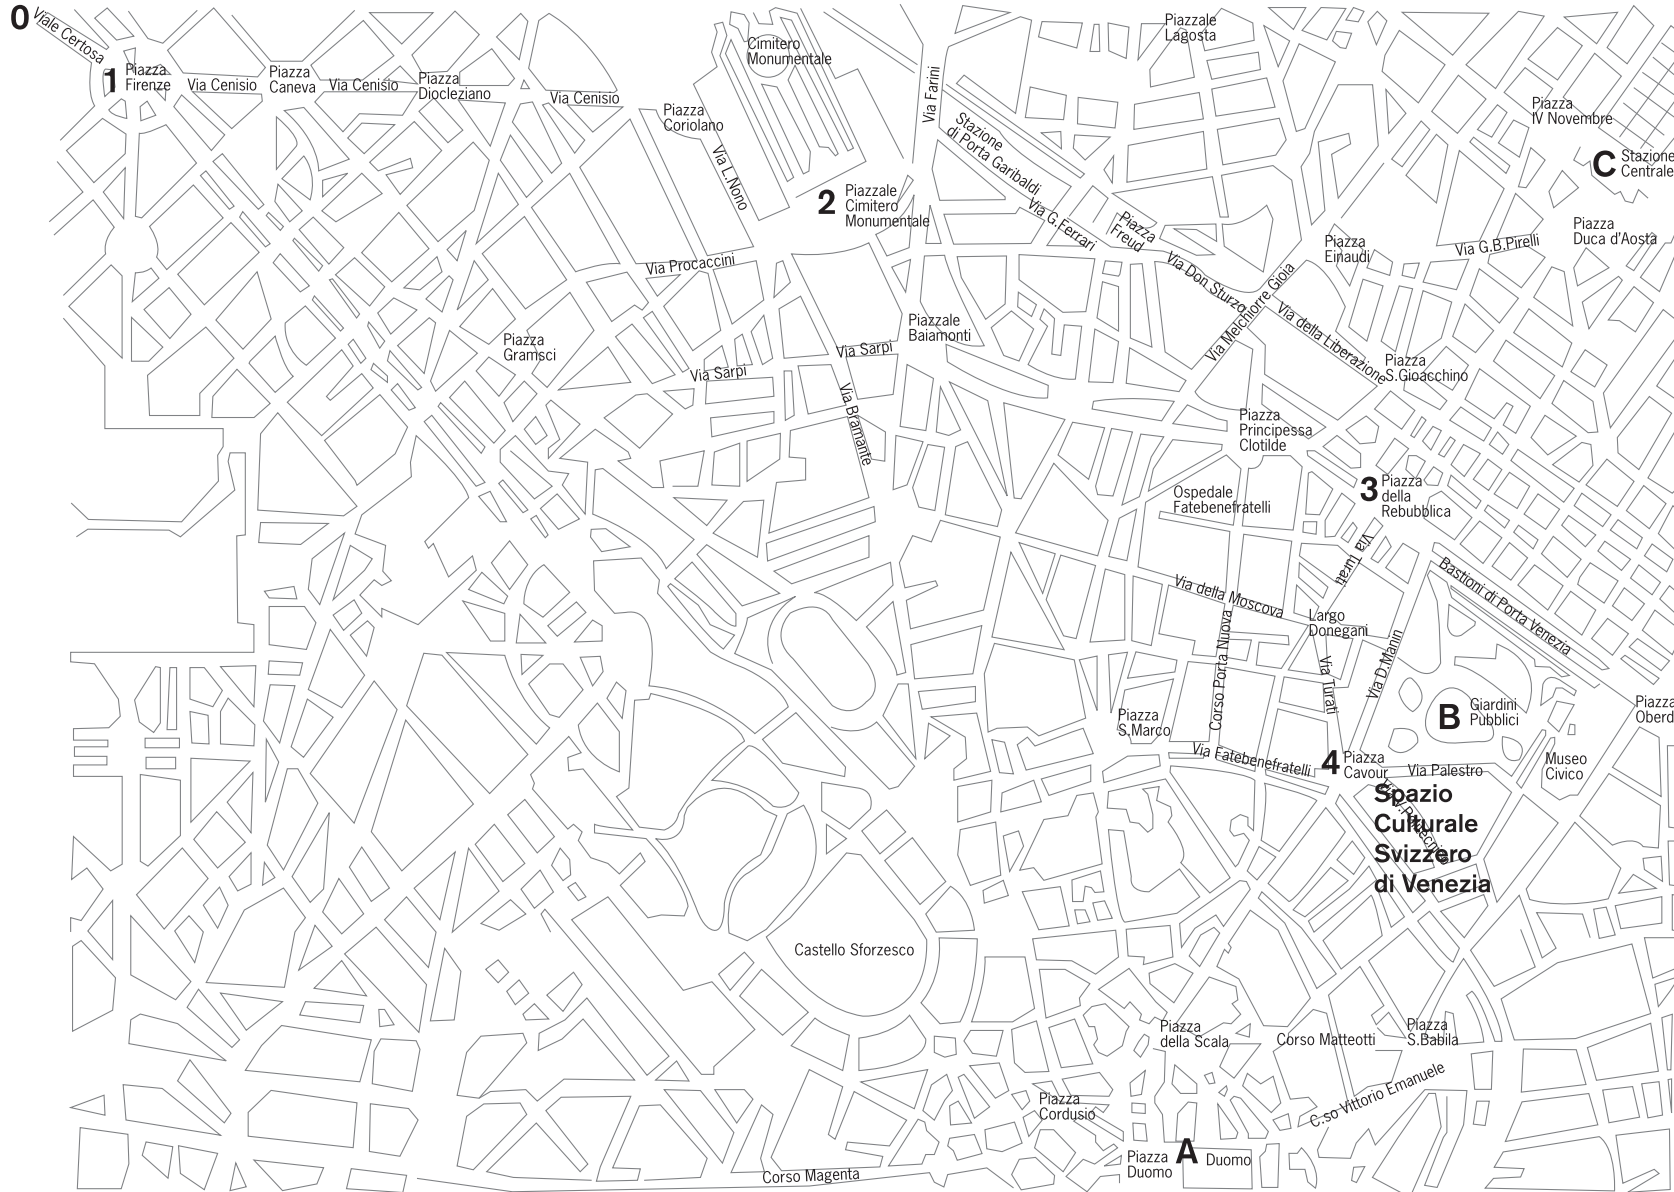 0
Viale Certosa
1
Piazza
Firenze
Via Cenisio
Piazza
Caneva
Via Cenisio
Piazza
Diocleziano
Via Cenisio
Piazza
Coriolano
Via L.Nono
Cimitero
Monumentale
Via Farini
2
Piazzale
Cimitero
Monumentale
Stazione
di Porta Garibaldi
Via G.Ferrari
Piazza
Freud
Piazzale
Lagosta
Piazza
IV Novembre
C
Stazione
Centrale
Piazza
Duca d'Aosta
Via G.B.Pirelli
Piazza
Einaudi
Via Don Sturzo
Via Melchiorre Gioia
Via della Liberazione
Piazza
S.Gioacchino
Via Procaccini
Piazza
Gramsci
Via Sarpi
Via Sarpi
Piazzale
Baiamonti
Via Bramante
Piazza
Principessa
Clotilde
3
Piazza
della
Rebubblica
Ospedale
Fatebenefratelli
Via Turati
Bastioni di Porta Venezia
Via della Moscova
Largo
Donegani
Corso Porta Nuova
Via Turati
Via D.Manin
B
Giardini
Pubblici
Piazza
Oberd
Piazza
S.Marco
Via Fatebenefratelli
4
Piazza
Cavour
Via Palestro
Museo
Civico
Spazio
Culturale
Svizzero
di Venezia
Castello Sforzesco
Piazza
della Scala
Corso Matteotti
Piazza
S.Babila
Piazza
Cordusio
C.so Vittorio Emanuele
Piazza
Duomo
A
Duomo
Corso Magenta